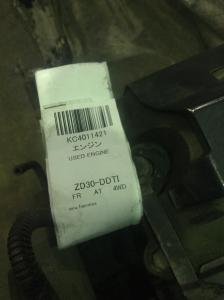 KC4011421
エンジン
USED ENGINE
ZD30-DDTI
FR AT 4WD